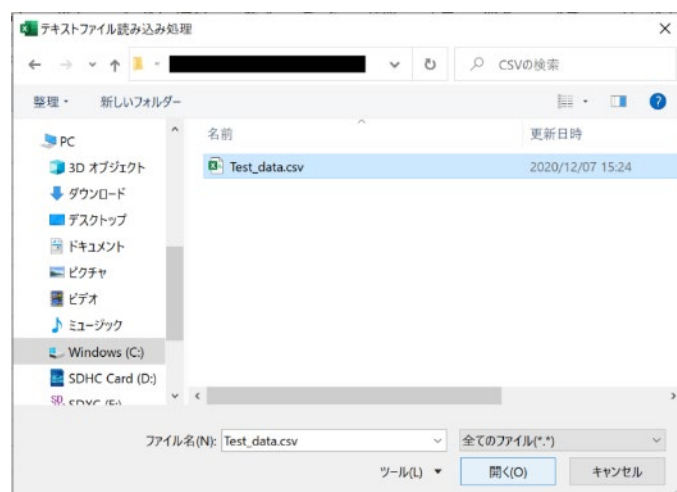 テキストファイル読み込み処理
CSVの検索
整理
新しいフォルダー
名前
更新日時
PC
3D オブジェクト
ダウンロード
デスクトップ
ドキュメント
ピクチャ
ビデオ
ミュージック
Windows (C:)
SDHC Card (D:)
Test_data.csv
2020/12/07 15:24
ファイル名(N):
Test_data.csv
全てのファイル(*.*)
ツール(L)
開く(O)
キャンセル